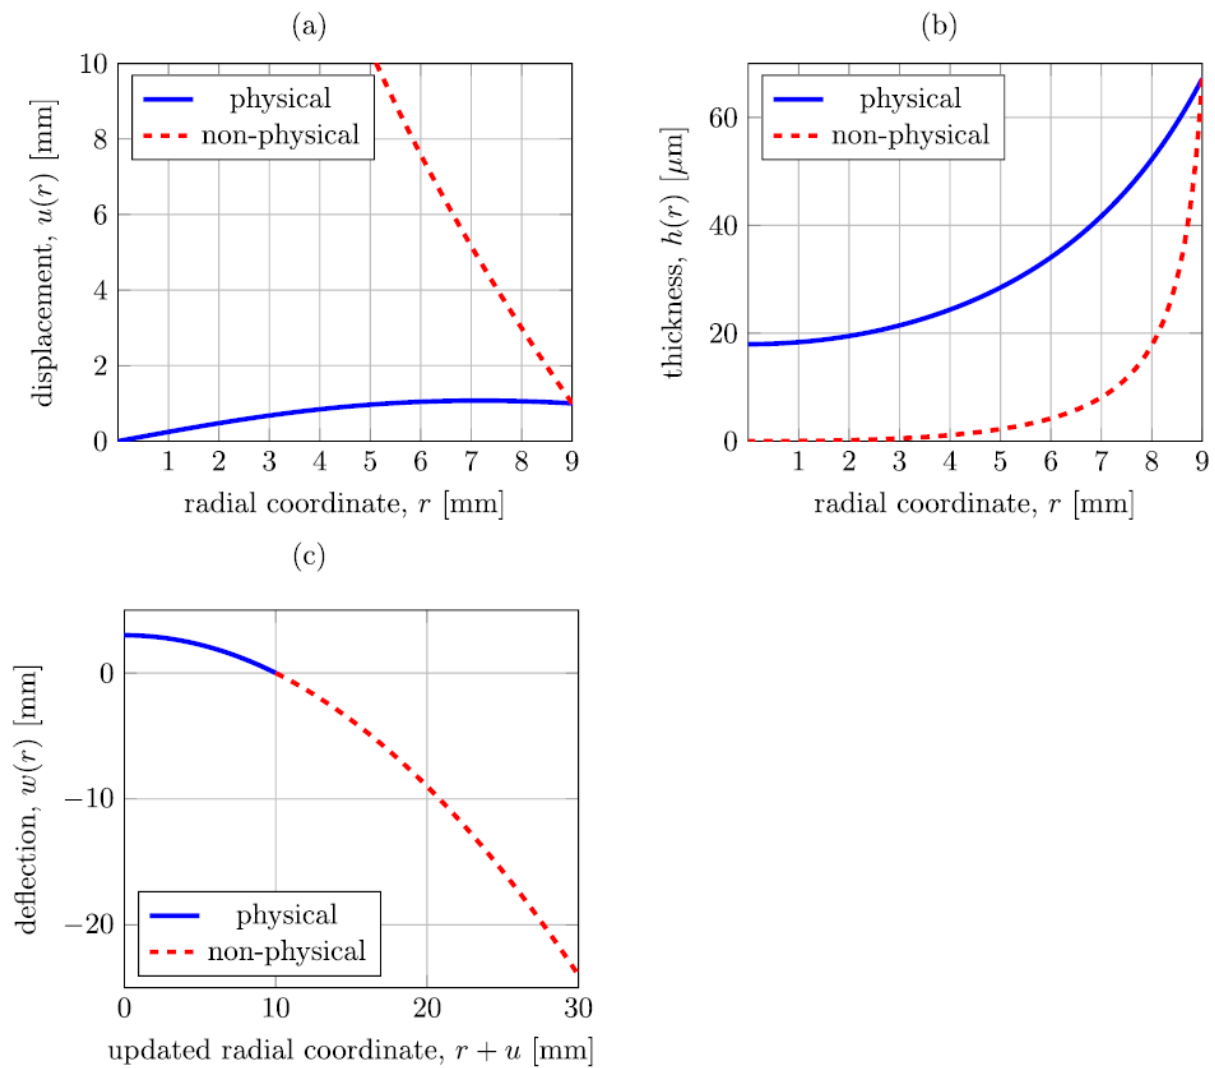 (a)
displacement, u(r) [mm]
10
8
6
4
2
0
physical
non-physical
1 2 3 4 5 6 7 8 9
radial coordinate, r [mm]
(b)
thickness, h(r) [μm]
60
40
20
0
physical
non-physical
1 2 3 4 5 6 7 8 9
radial coordinate, r [mm]
(c)
deflection, w(r) [mm]
0
−10
−20
physical
non-physical
0 10 20 30
updated radial coordinate, r + u [mm]